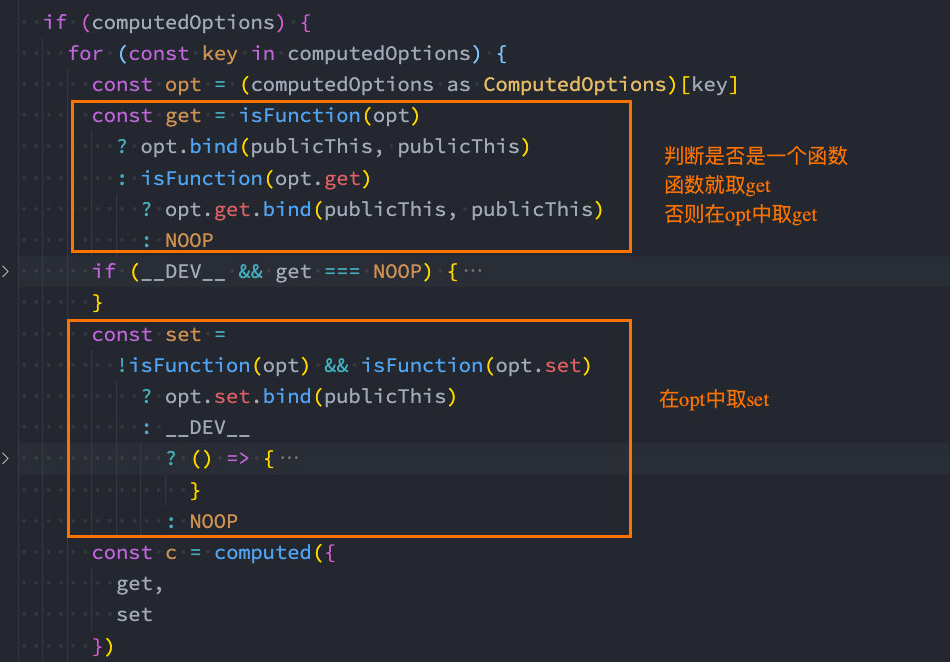 if (computedOptions) {
for (const key in computedOptions) {
const opt = (computedOptions as ComputedOptions)[key]
const get = isFunction(opt)
? opt.bind(publicThis, publicThis)
: isFunction(opt.get)
? opt.get.bind(publicThis, publicThis)
: NOOP
判断是否是一个函数
函数就取get
否则在opt中取get
if (__DEV__ && get === NOOP) {···
}
const set =
!isFunction(opt) && isFunction(opt.set)
? opt.set.bind(publicThis)
: __DEV__
? () => {···
}
: NOOP
在opt中取set
const c = computed({
get,
set
})